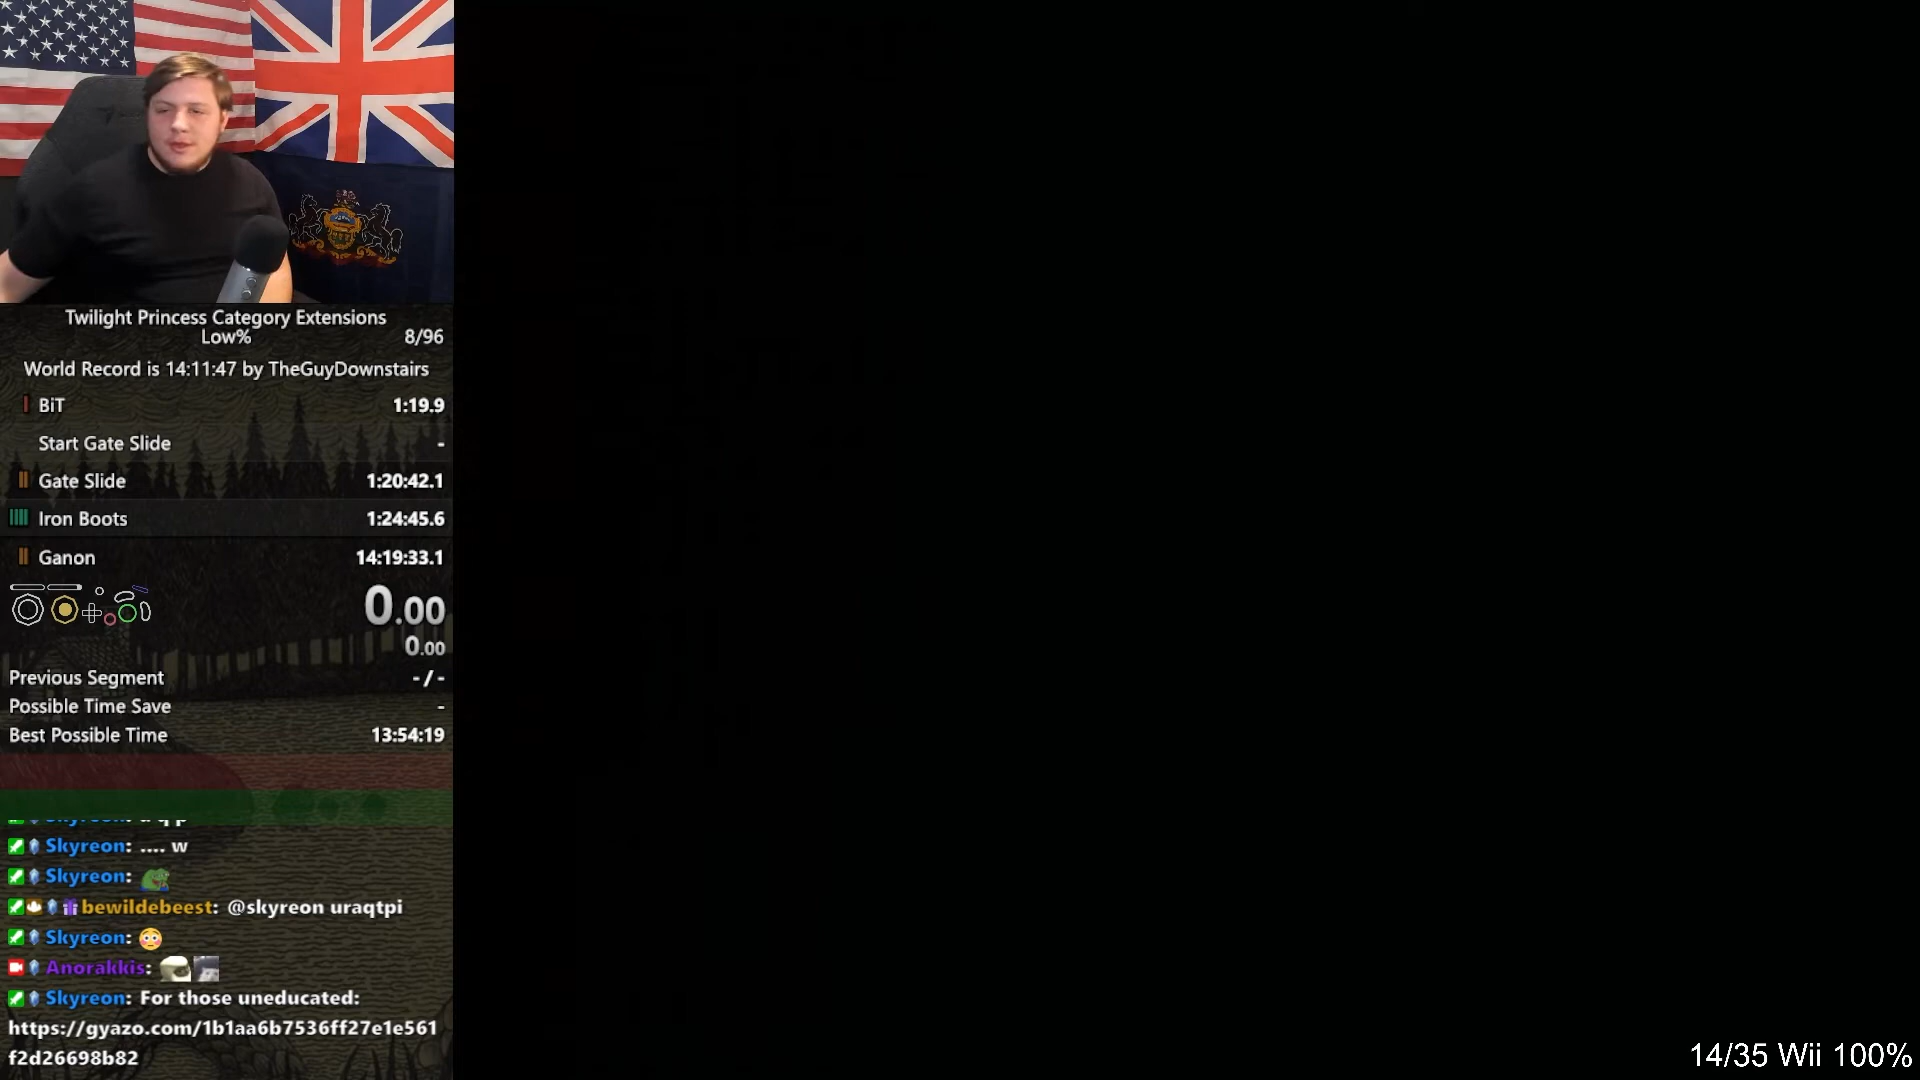 Twilight Princess Category Extensions
Low% 8/96
World Record is 14:11:47 by TheGuyDownstairs
BiT 1:19.9
Start Gate Slide -
Gate Slide 1:20:42.1
Iron Boots 1:24:45.6
Ganon 14:19:33.1
0.00
0.00
Previous Segment - / -
Possible Time Save -
Best Possible Time 13:54:19
Skyreon: .... w
Skyreon:
bewildebeest: @skyreon uraqtpi
Skyreon:
Anorakkis:
Skyreon: For those uneducated:
https://gyazo.com/1b1aa6b7536ff27e1e561
f2d26698b82
14/35 Wii 100%